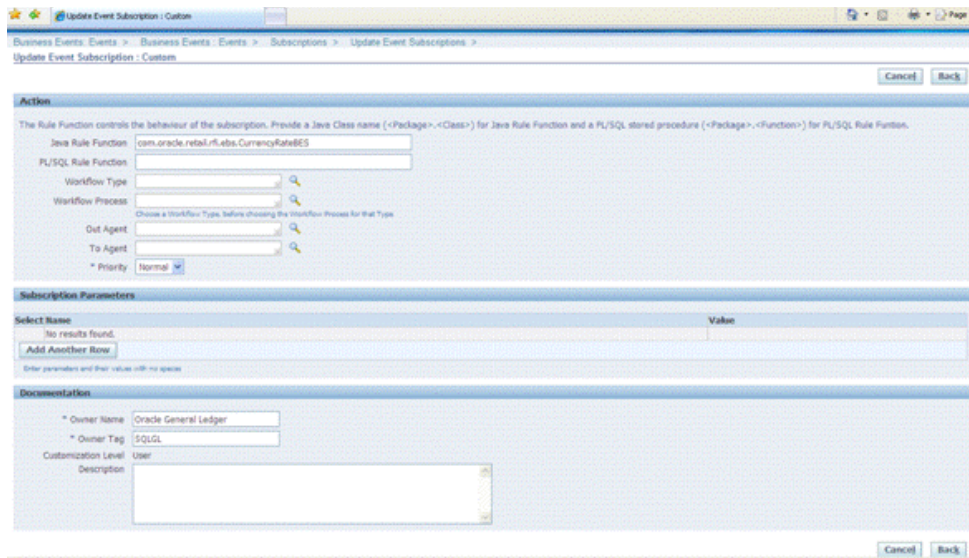 Update Event Subscription : Custom
Page
Business Events: Events > Business Events : Events > Subscriptions > Update Event Subscriptions >
Update Event Subscription : Custom
Cancel Back
Action
The Rule Function controls the behaviour of the subscription. Provide a Java Class name (<Package>.<Class>) for Java Rule Function and a PL/SQL stored procedure (<Package>.<Function>) for PL/SQL Rule Funtion.
Java Rule Function com.oracle.retail.rfi.ebs.CurrencyRateBES
PL/SQL Rule Function
Workflow Type
Workflow Process
Choose a Workflow Type, before choosing the Workflow Process for that Type
Out Agent
To Agent
* Priority Normal
Subscription Parameters
Select Name Value
No results found.
Add Another Row
Enter parameters and their values with no spaces
Documentation
* Owner Name Oracle General Ledger
* Owner Tag SQLGL
Customization Level User
Description
Cancel Back